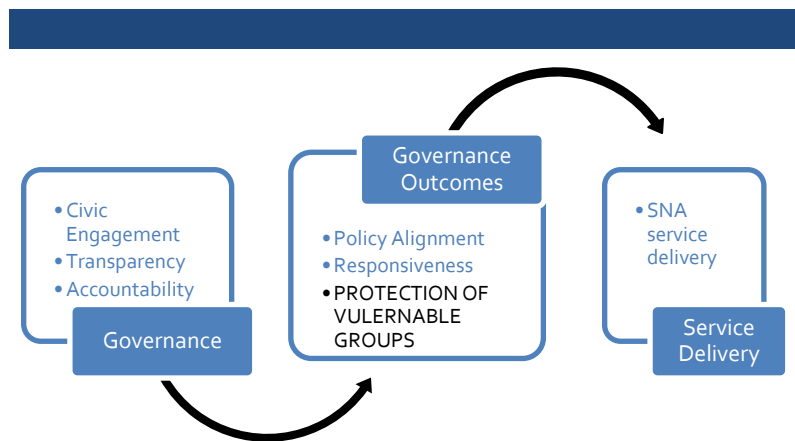 • Civic
Engagement
• Transparency
• Accountability
Governance
Governance
Outcomes
• Policy Alignment
• Responsiveness
• PROTECTION OF
VULERNABLE
GROUPS
• SNA
service
delivery
Service
Delivery